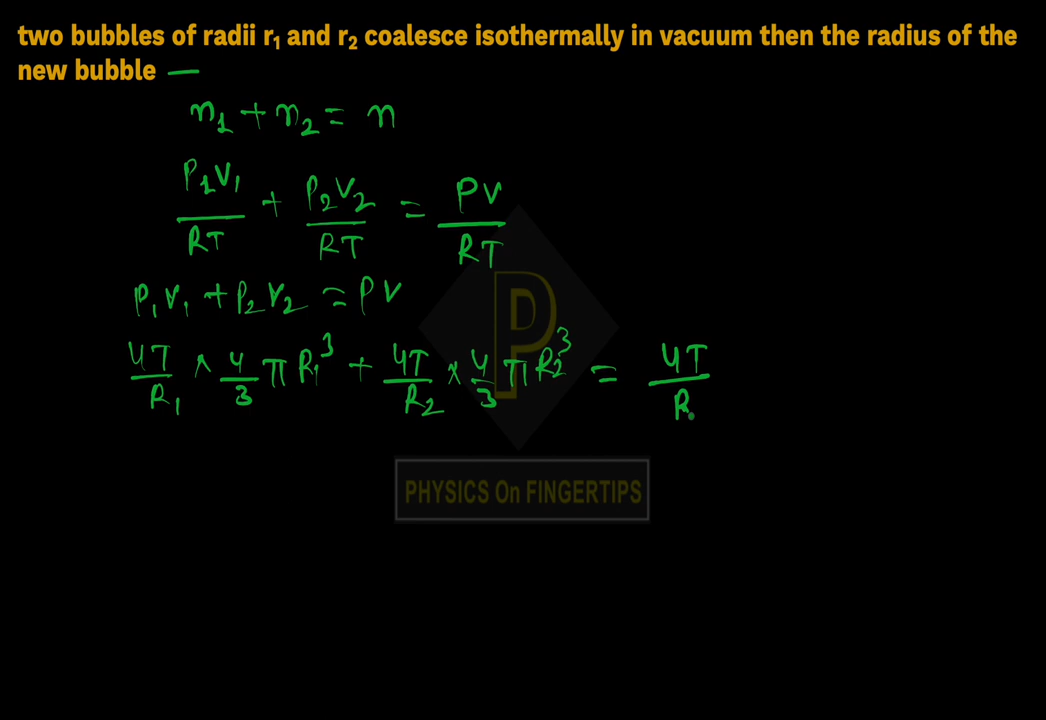 two bubbles of radii r₁ and r₂ coalesce isothermally in vacuum then the radius of the
new bubble —
n₁ + n₂ = n
P₁V₁/RT + P₂V₂/RT = PV/RT
P₁V₁ + P₂V₂ = PV
4T/R₁ × 4/3 π R₁³ + 4T/R₂ × 4/3 π R₂³ = 4T/R
P
PHYSICS On FINGERTIPS